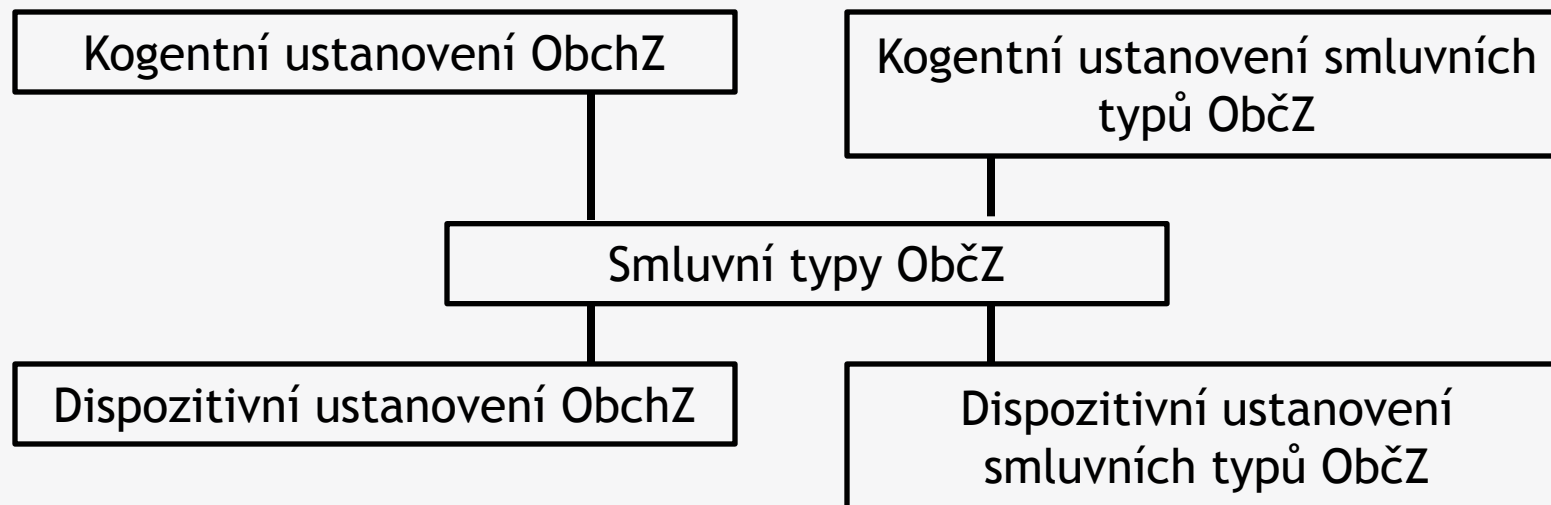 Kogentní ustanovení ObchZ
Kogentní ustanovení smluvních
typů ObčZ
Smluvní typy ObčZ
Dispozitivní ustanovení ObchZ
Dispozitivní ustanovení
smluvních typů ObčZ